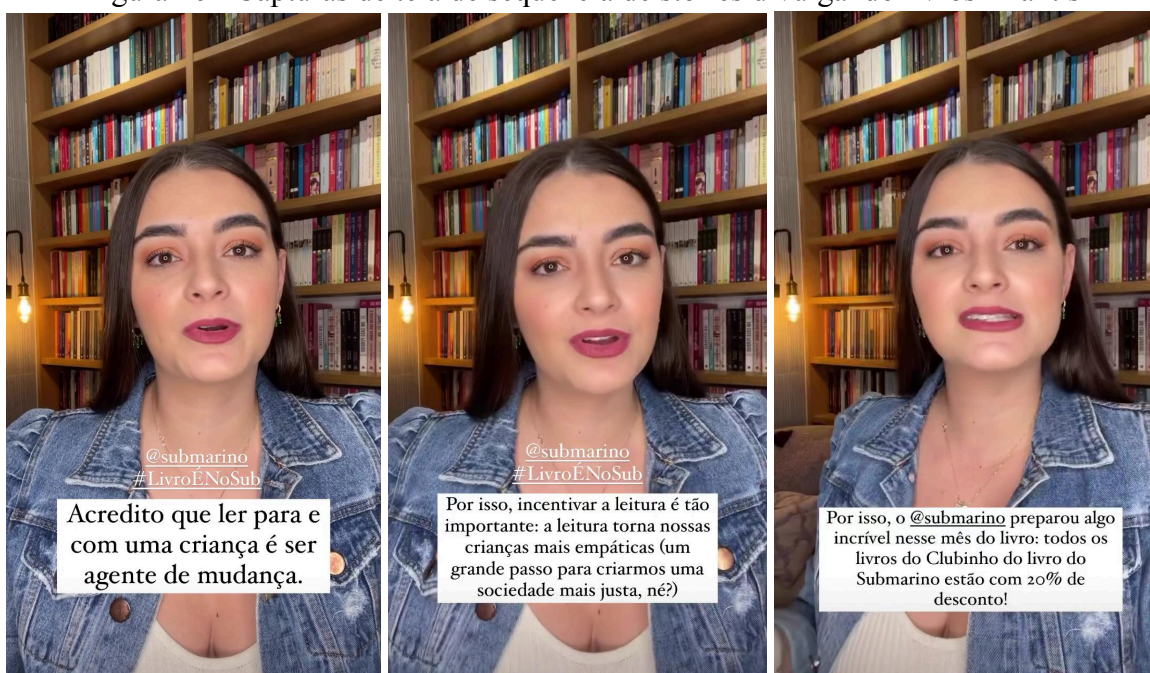 @submarino
#LivroÉNoSub
Acredito que ler para e
com uma criança é ser
agente de mudança.
@submarino
#LivroÉNoSub
Por isso, incentivar a leitura é tão
importante: a leitura torna nossas
crianças mais empáticas (um
grande passo para criarmos uma
sociedade mais justa, né?)
Por isso, o @submarino preparou algo
incrível nesse mês do livro: todos os
livros do Clubinho do livro do
Submarino estão com 20% de
desconto!